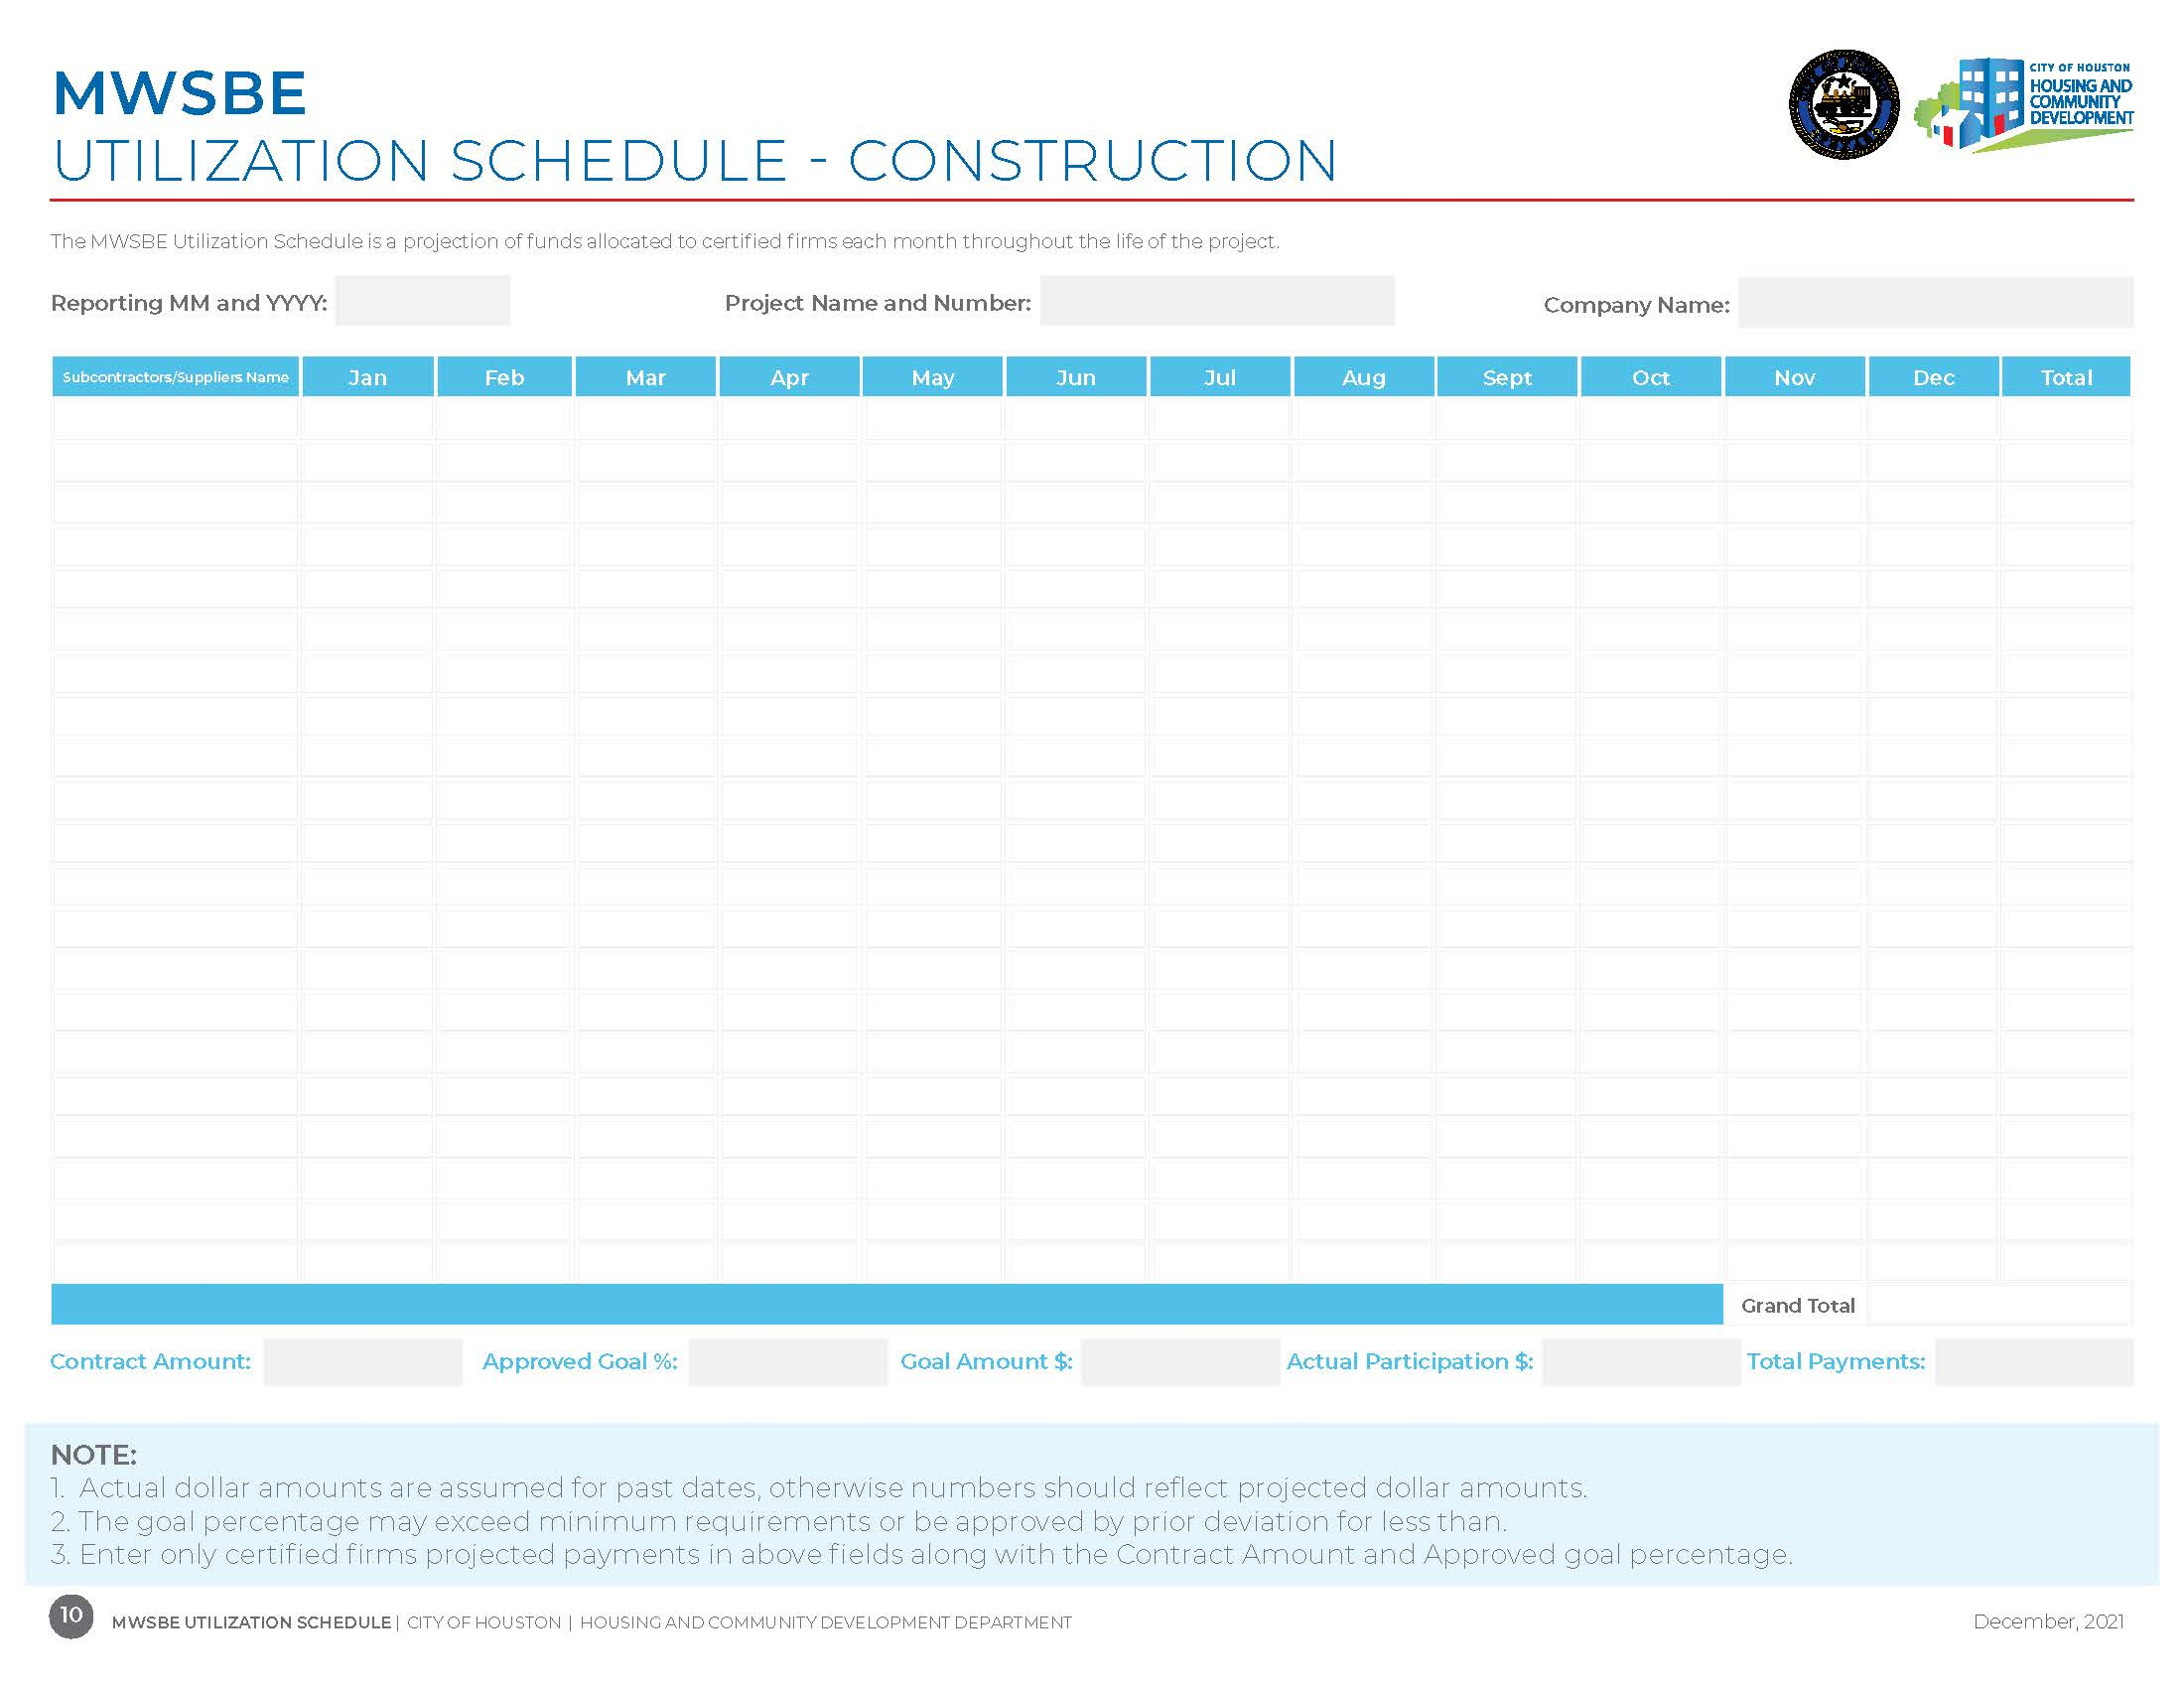 MWSBE
UTILIZATION SCHEDULE - CONSTRUCTION
CITY OF HOUSTON
HOUSING AND
COMMUNITY
DEVELOPMENT
The MWSBE Utilization Schedule is a projection of funds allocated to certified firms each month throughout the life of the project.
Reporting MM and YYYY: Project Name and Number: Company Name:
Subcontractors/Suppliers Name Jan Feb Mar Apr May Jun Jul Aug Sept Oct Nov Dec Total
Grand Total
Contract Amount: Approved Goal %: Goal Amount $: Actual Participation $: Total Payments:
NOTE:
1. Actual dollar amounts are assumed for past dates, otherwise numbers should reflect projected dollar amounts.
2. The goal percentage may exceed minimum requirements or be approved by prior deviation for less than.
3. Enter only certified firms projected payments in above fields along with the Contract Amount and Approved goal percentage.
10 MWSBE UTILIZATION SCHEDULE | CITY OF HOUSTON | HOUSING AND COMMUNITY DEVELOPMENT DEPARTMENT December, 2021